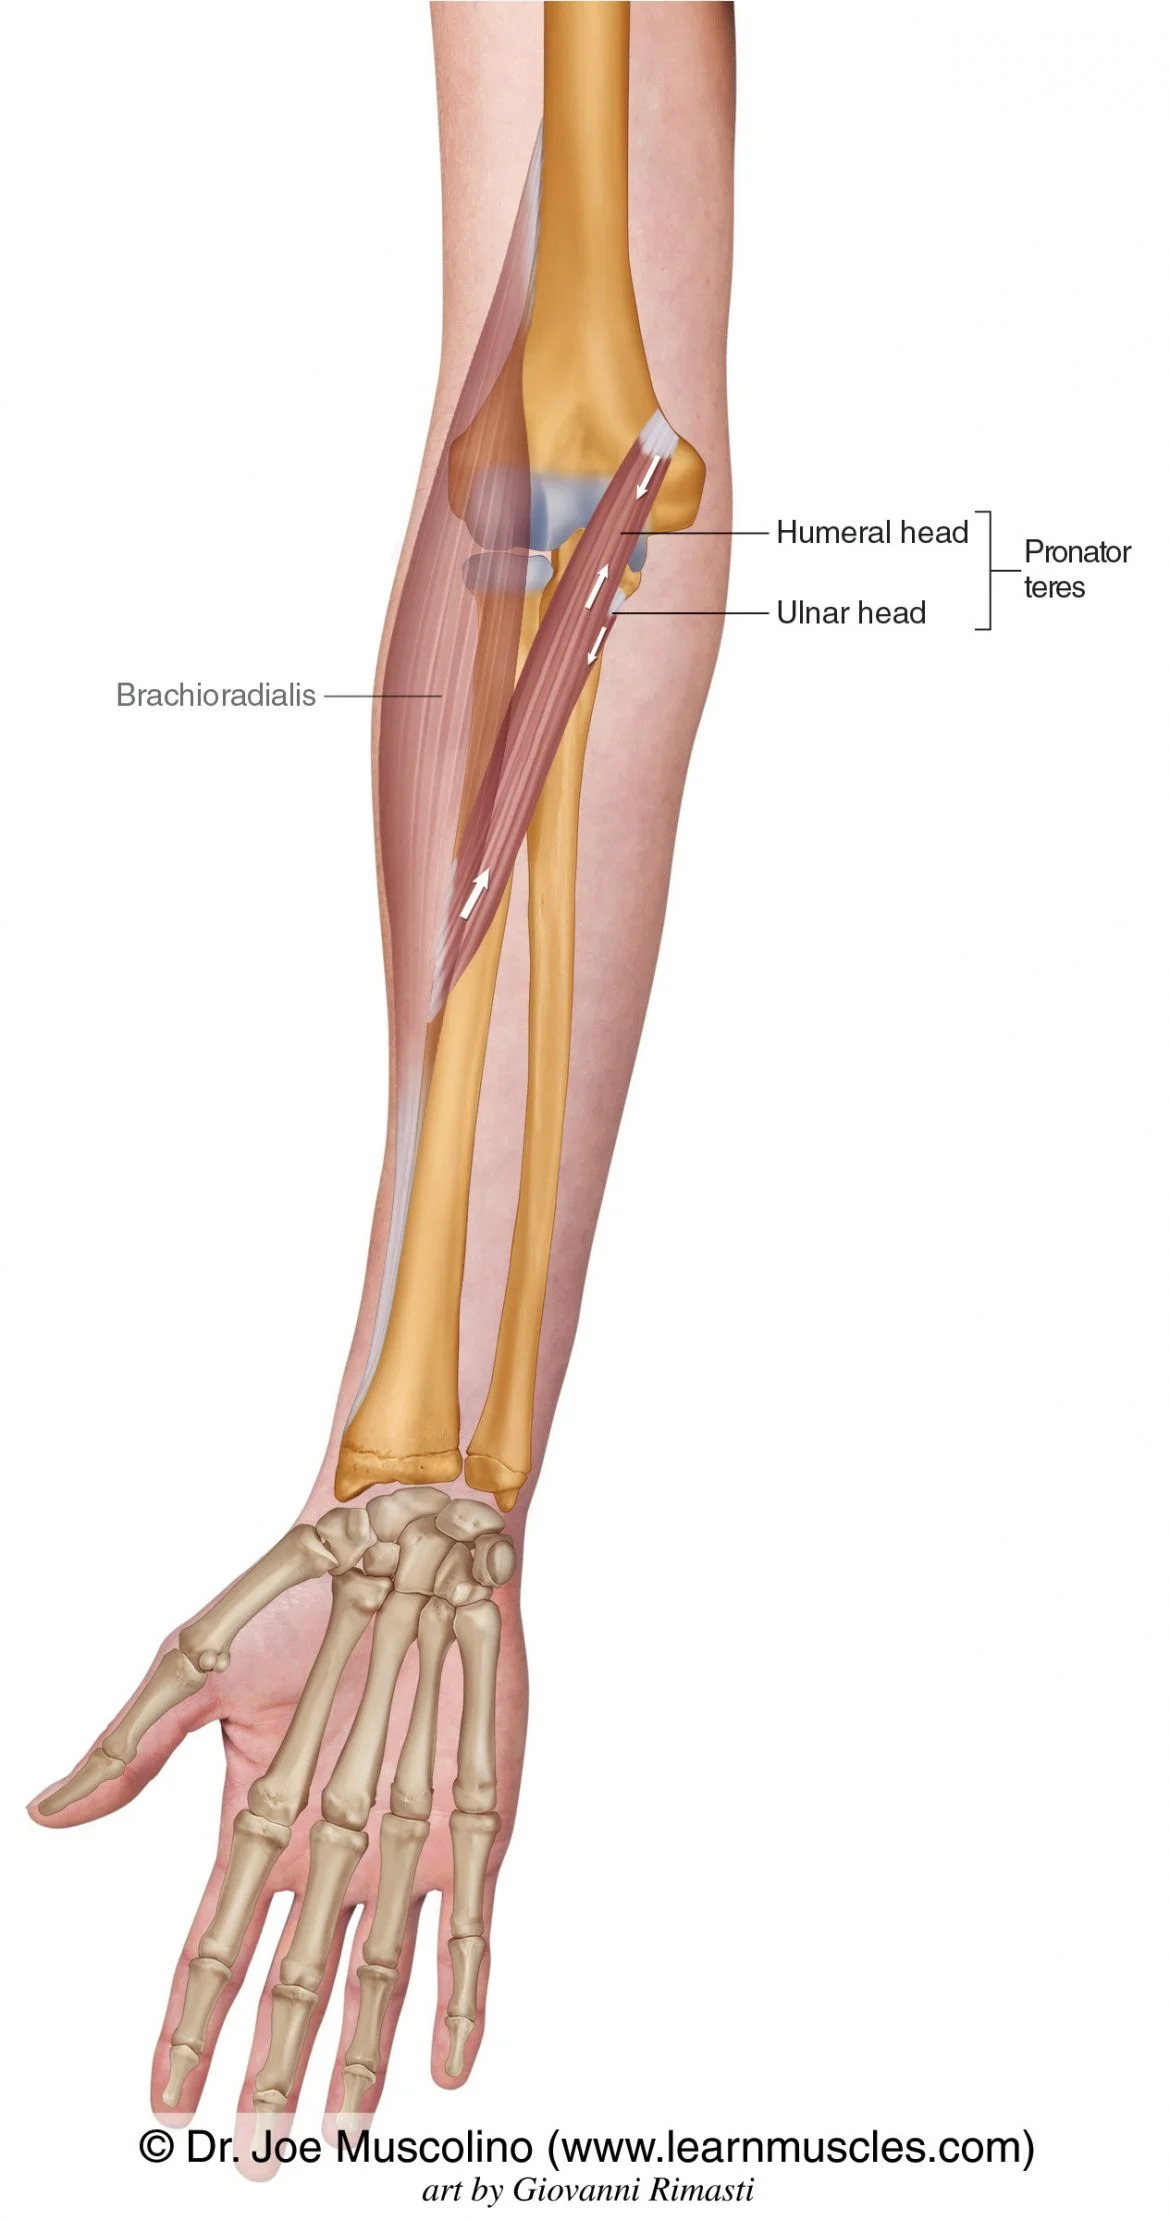 Humeral head
Pronator
teres
Ulnar head
Brachioradialis
© Dr. Joe Muscolino (www.learnmuscles.com)
art by Giovanni Rimasti